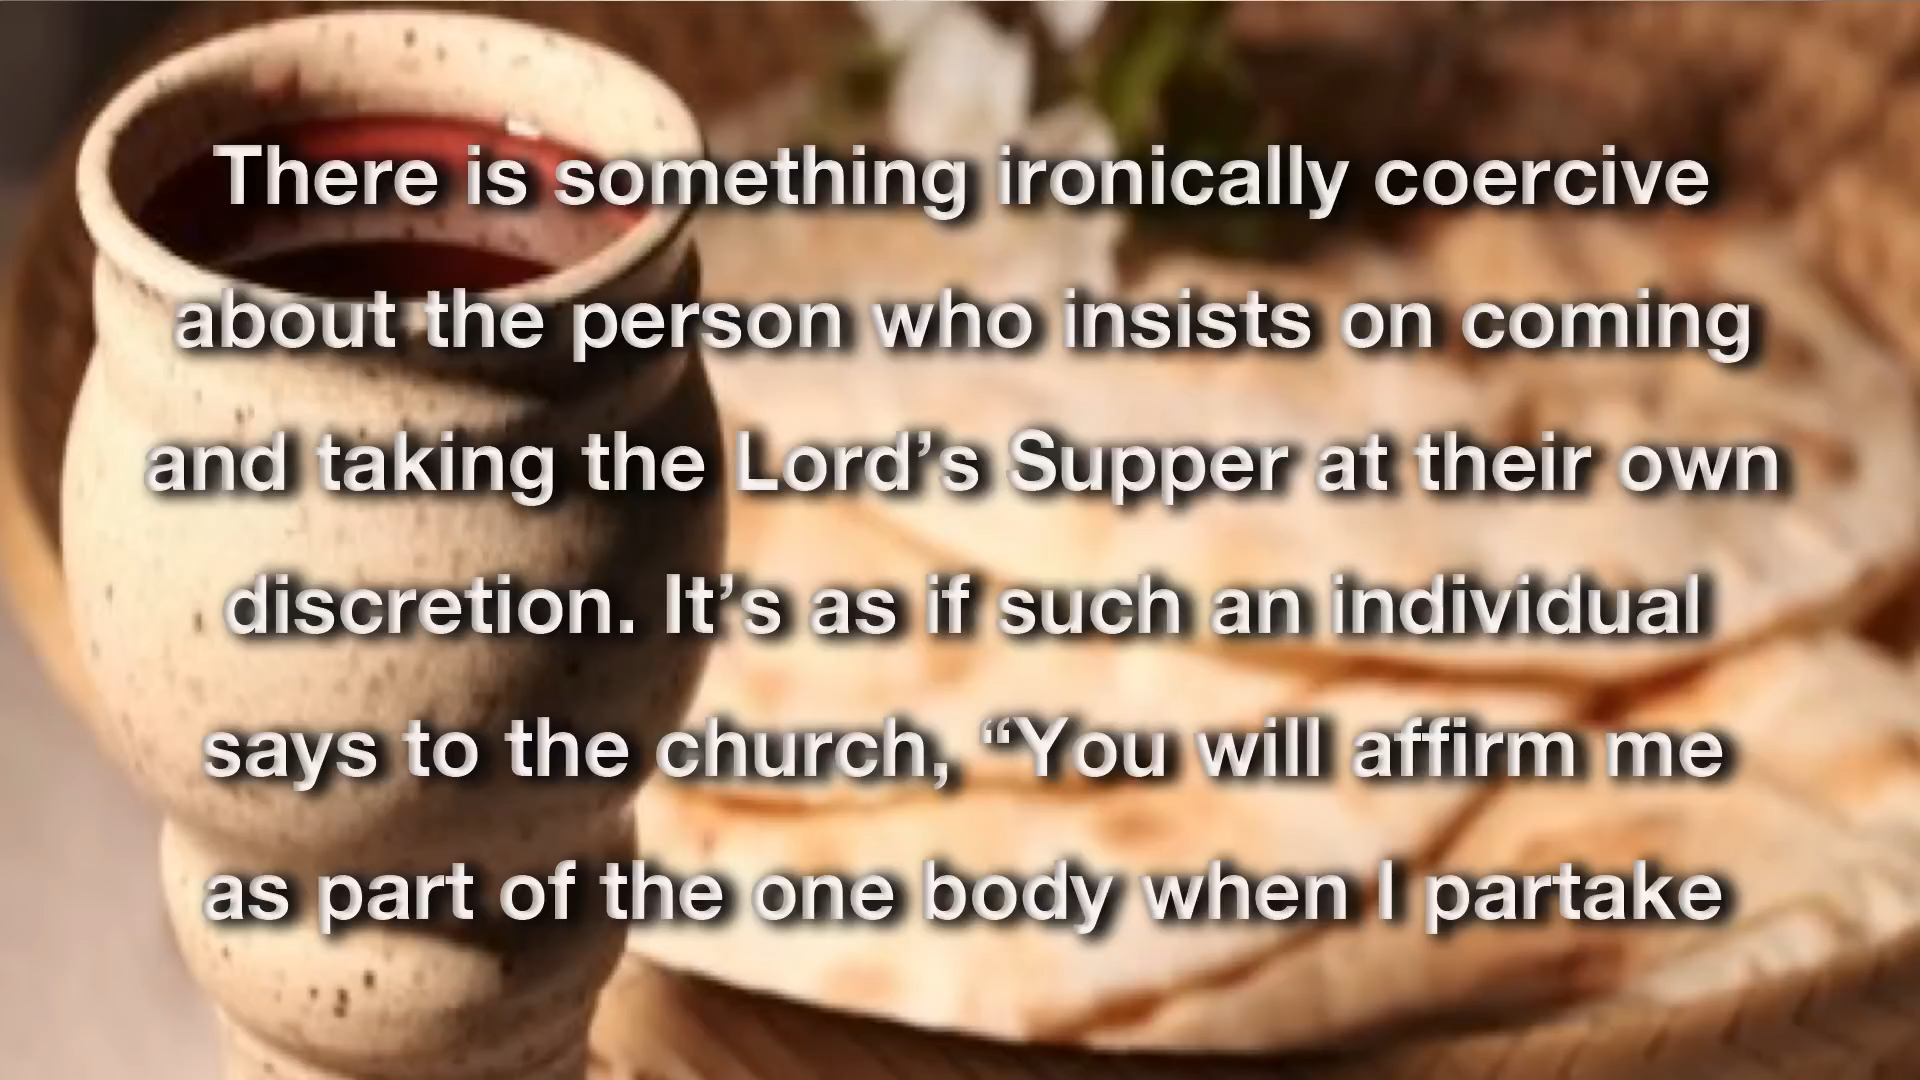 There is something ironically coercive
about the person who insists on coming
and taking the Lord’s Supper at their own
discretion. It’s as if such an individual
says to the church, “You will affirm me
as part of the one body when I partake